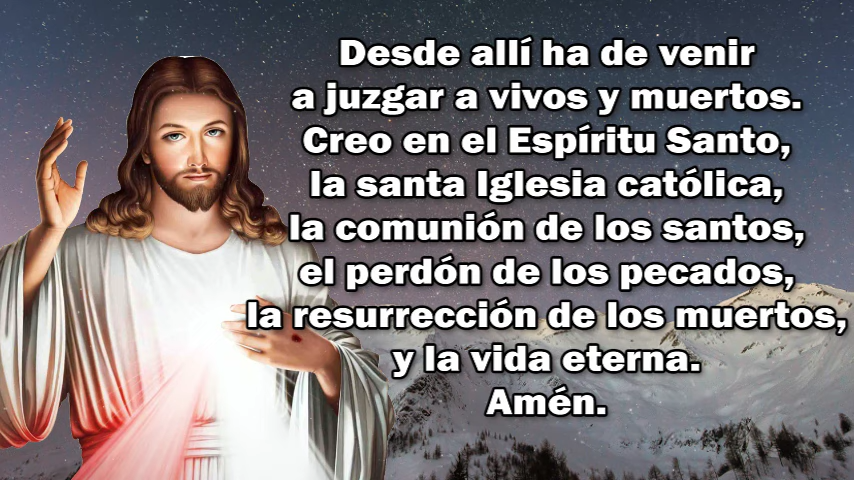 Desde allí ha de venir
a juzgar a vivos y muertos.
Creo en el Espíritu Santo,
la santa Iglesia católica,
la comunión de los santos,
el perdón de los pecados,
la resurrección de los muertos,
y la vida eterna.
Amén.